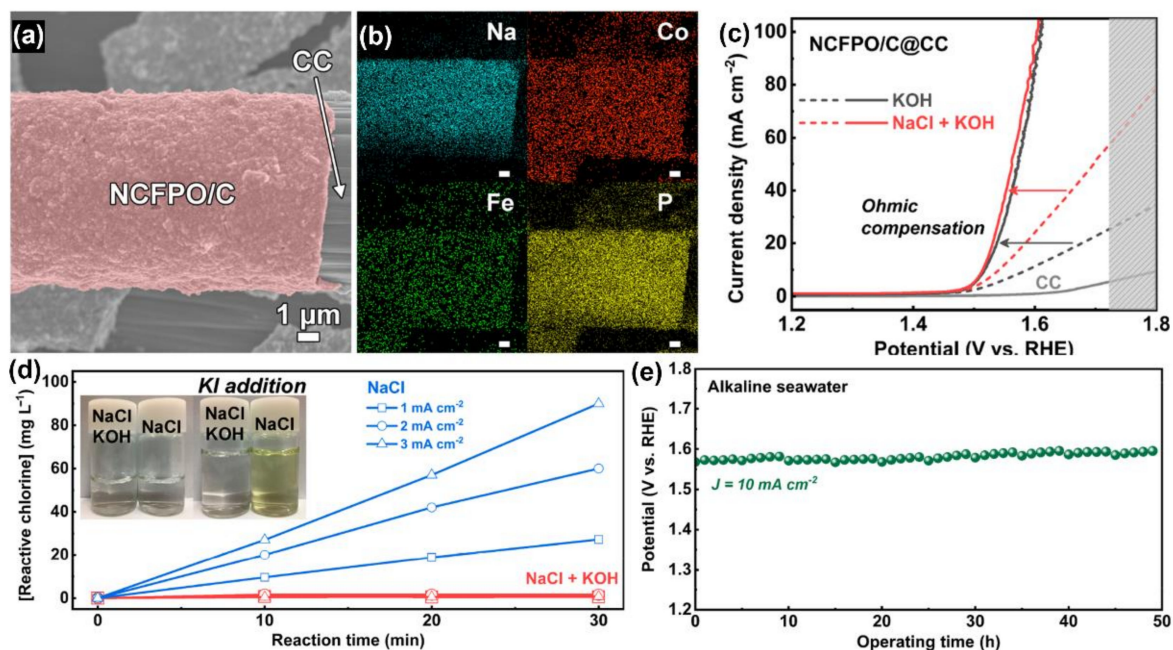 (a)
CC
NCFPO/C
1 µm
(b)
Na
Co
Fe
P
(c)
NCFPO/C@CC
KOH
NaCl + KOH
Ohmic
compensation
CC
Current density (mA cm⁻²)
100
80
60
40
20
0
1.2
1.4
1.6
1.8
Potential (V vs. RHE)
(d)
KI addition
NaCl
KOH
NaCl
NaCl
KOH
NaCl
NaCl
1 mA cm⁻²
2 mA cm⁻²
3 mA cm⁻²
NaCl + KOH
[Reactive chlorine] (mg L⁻¹)
100
80
60
40
20
0
0
10
20
30
Reaction time (min)
(e)
Alkaline seawater
J = 10 mA cm⁻²
Potential (V vs. RHE)
1.8
1.7
1.6
1.5
1.4
1.3
1.2
0
10
20
30
40
50
Operating time (h)